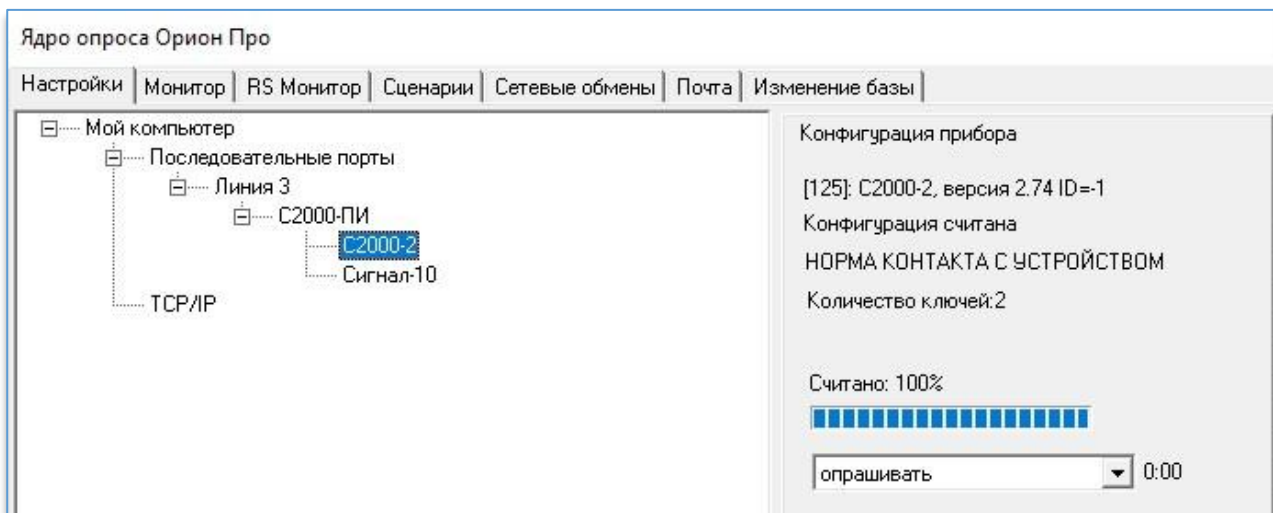 Ядро опроса Орион Про
Настройки Монитор RS Монитор Сценарии Сетевые обмены Почта Изменение базы
Мой компьютер
Последовательные порты
Линия 3
С2000-ПИ
С2000-2
Сигнал-10
TCP/IP
Конфигурация прибора
[125]: С2000-2, версия 2.74 ID=-1
Конфигурация считана
НОРМА КОНТАКТА С УСТРОЙСТВОМ
Количество ключей:2
Считано: 100%
опрашивать 0:00